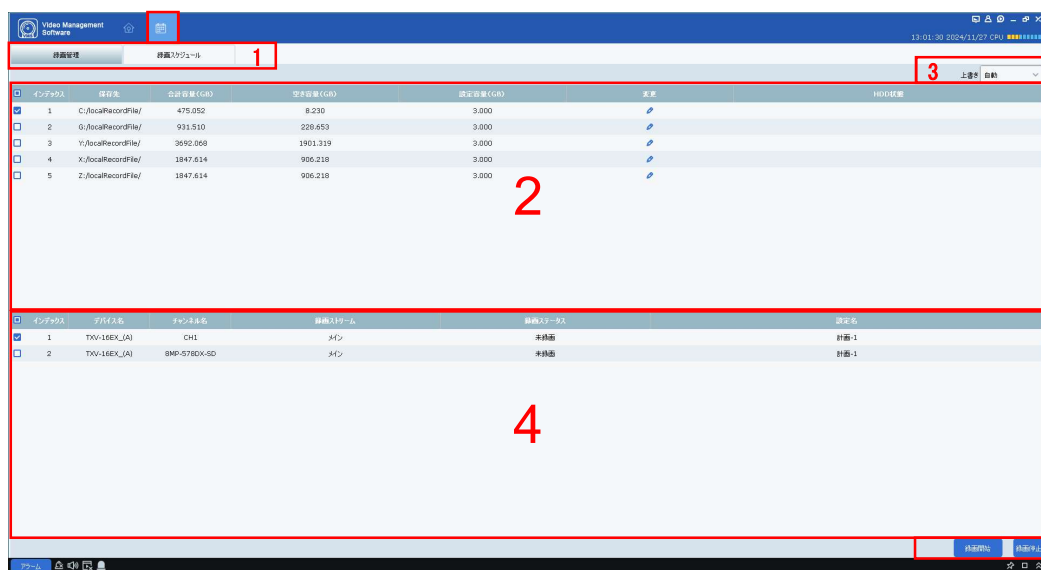 Video Management
Software
13:01:30 2024/11/27 CPU
録画管理 録画スケジュール 1
3 上書き 自動
インデックス 保存先 合計容量(GB) 空き容量(GB) 設定容量(GB) 変更 HDD状態
1 C:/localRecordFile/ 475.052 8.230 3.000
2 G:/localRecordFile/ 931.510 228.653 3.000
3 Y:/localRecordFile/ 3692.068 1901.319 3.000
4 X:/localRecordFile/ 1847.614 906.218 3.000
5 Z:/localRecordFile/ 1847.614 906.218 3.000
2
インデックス デバイス名 チャンネル名 録画ストリーム 録画ステータス 設定名
1 TXV-16EX_(A) CH1 メイン 未録画 計画-1
2 TXV-16EX_(A) BMP-578DX-SD メイン 未録画 計画-1
4
録画開始 録画停止
アラーム